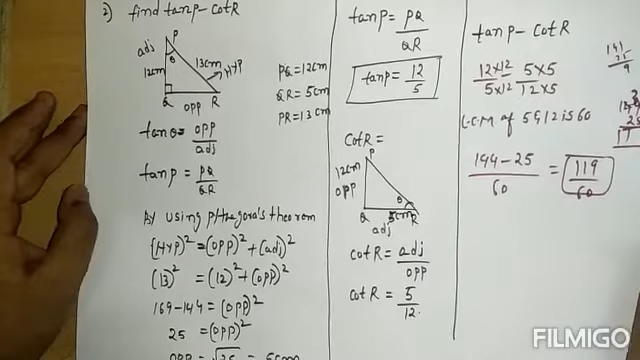 2) find tanp - cotR
P
adj
θ
12cm
13cm → HYP
Q
R
OPP
PQ = 12cm
QR = 5cm
PR = 13cm
tanθ = OPP/adj
tanp = PQ/QR
By using pythegora's theorem
(HYP)² = (OPP)² + (adj)²
(13)² = (12)² + (OPP)²
169 - 144 = (OPP)²
25 = (OPP)²
OPP = √25 = 5cm
tanp = PQ/QR
tanp = 12/5
cotR =
P
12cm
OPP
θ
Q
5cm
R
adj
cotR = adj/OPP
cotR = 5/12
tanp - cotR
12×12/5×12 5×5/12×5
L.C.M of 5 & 12 is 60
144 - 25/60 = 119/60
FILMIGO